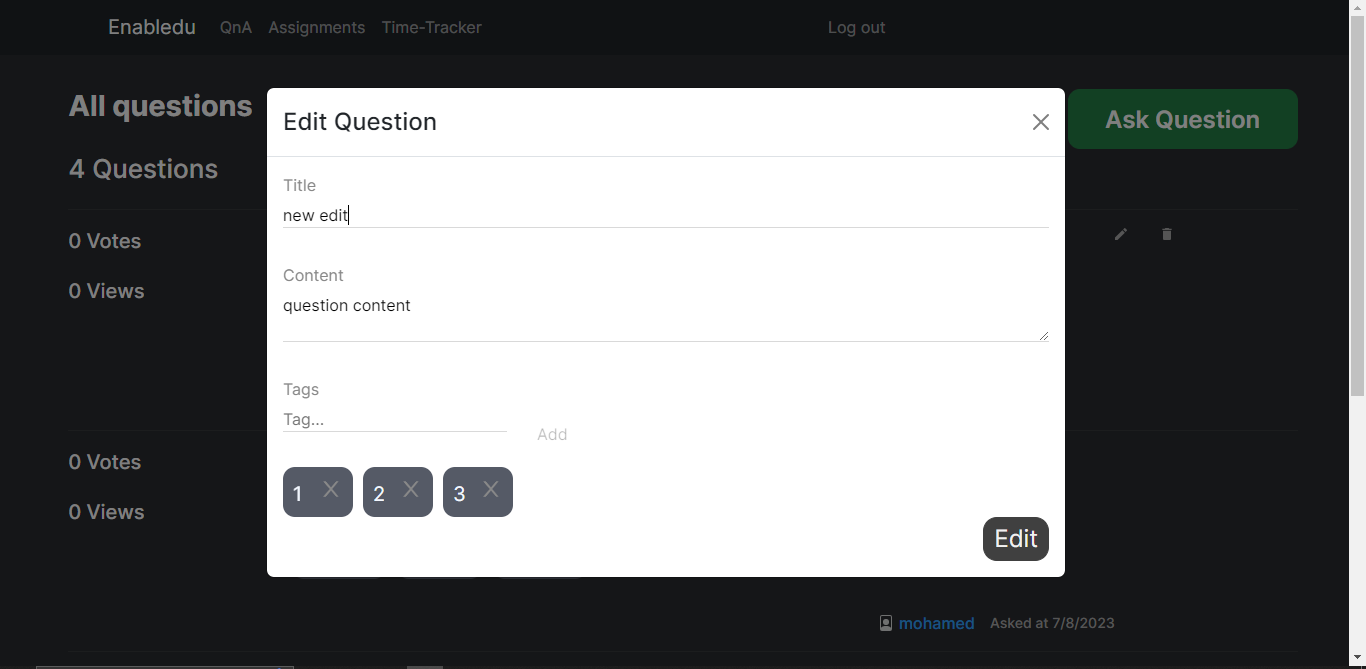 Enabledu QnA Assignments Time-Tracker Log out
All questions
Ask Question
4 Questions
0 Votes
0 Views
Edit Question
Title
new edit
Content
question content
Tags
Tag...
Add
1 X 2 X 3 X
Edit
0 Votes
0 Views
mohamed Asked at 7/8/2023